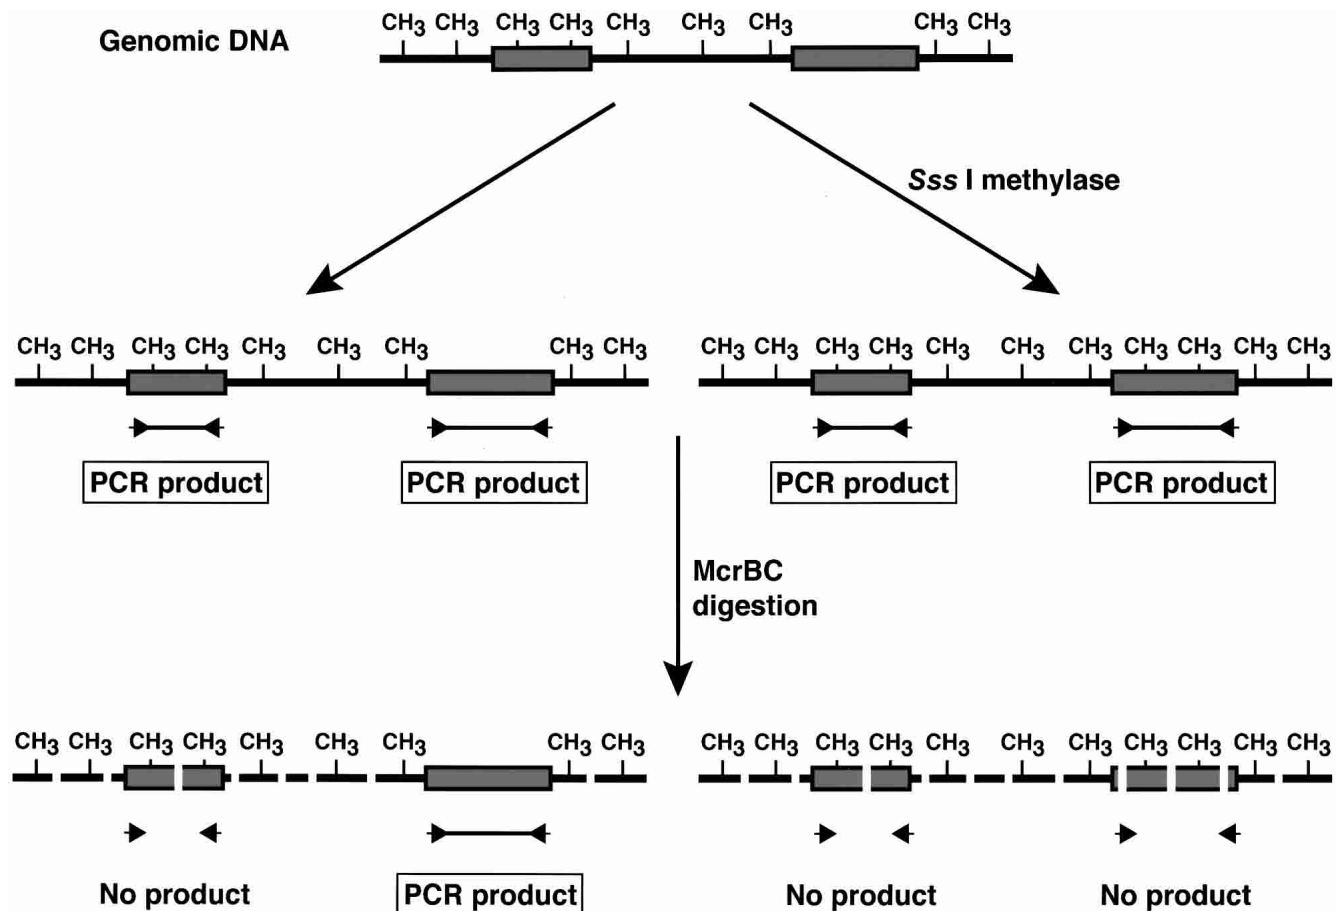 CH3 CH3 CH3 CH3 CH3 CH3 CH3 CH3 CH3
Genomic DNA
Sss I methylase
CH3 CH3 CH3 CH3 CH3 CH3 CH3 CH3 CH3
CH3 CH3 CH3 CH3 CH3 CH3 CH3 CH3 CH3 CH3 CH3
PCR product
PCR product
PCR product
PCR product
McrBC
digestion
CH3 CH3 CH3 CH3 CH3 CH3 CH3 CH3 CH3
CH3 CH3 CH3 CH3 CH3 CH3 CH3 CH3 CH3 CH3 CH3
No product
PCR product
No product
No product